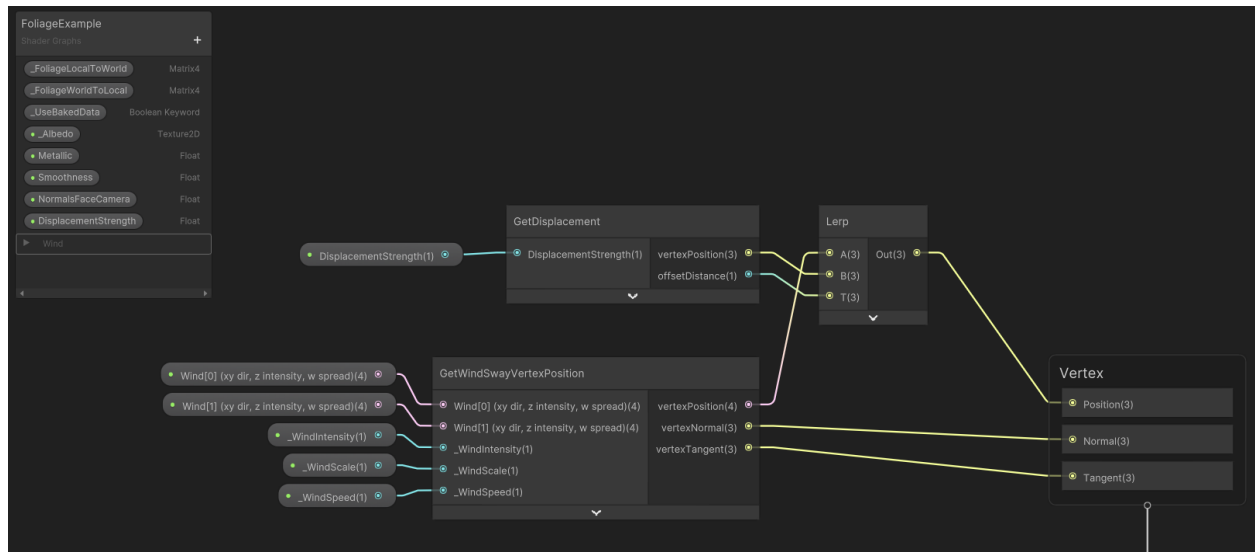 FoliageExample
Shader Graphs
+
_FoliageLocalToWorld Matrix4
_FoliageWorldToLocal Matrix4
_UseBakedData Boolean Keyword
_Albedo Texture2D
Metallic Float
Smoothness Float
NormalsFaceCamera Float
DisplacementStrength Float
Wind
DisplacementStrength(1)
GetDisplacement
DisplacementStrength(1) vertexPosition(3)
offsetDistance(1)
Lerp
A(3) Out(3)
B(3)
T(3)
Wind[0] (xy dir, z intensity, w spread)(4)
Wind[1] (xy dir, z intensity, w spread)(4)
_WindIntensity(1)
_WindScale(1)
_WindSpeed(1)
GetWindSwayVertexPosition
Wind[0] (xy dir, z intensity, w spread)(4) vertexPosition(4)
Wind[1] (xy dir, z intensity, w spread)(4) vertexNormal(3)
_WindIntensity(1) vertexTangent(3)
_WindScale(1)
_WindSpeed(1)
Vertex
Position(3)
Normal(3)
Tangent(3)